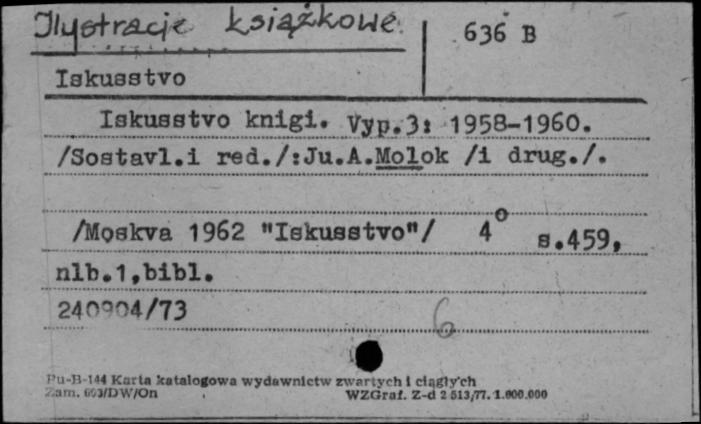 Ilustracje książkowe. 636 B
Iskusstvo
Iskusstvo knigi. Vyp.3: 1958-1960.
/Sostavl.i red./:Ju.A.Molok /i drug./.
/Moskva 1962 "Iskusstvo"/ 4° s.459,
nlb.1,bibl.
240904/73
6
Pu-B-144 Karta katalogowa wydawnictw zwartych i ciągłych
Zam. 603/DW/On WZGraf. Z-d 2 513/77. 1.000.000